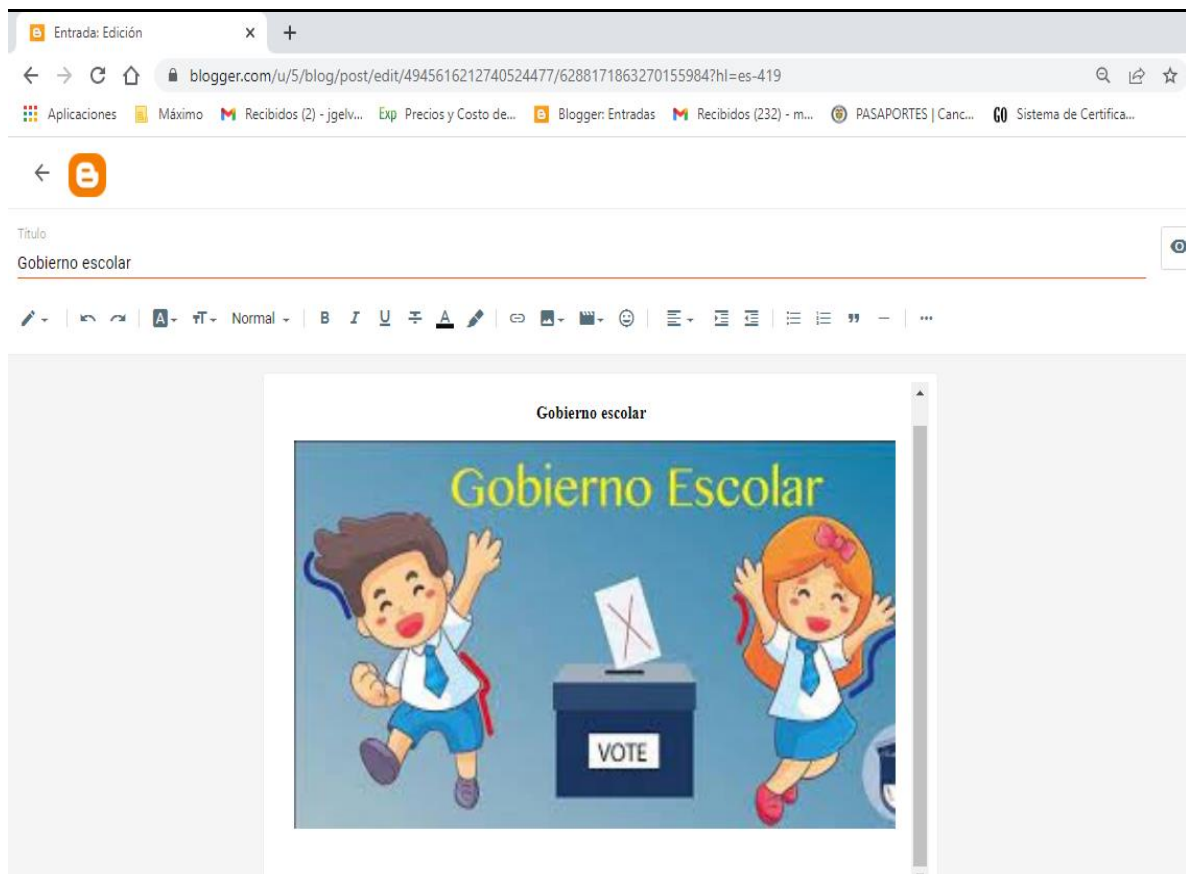 Entrada: Edición
blogger.com/u/5/blog/post/edit/4945616212740524477/6288171863270155984?hl=es-419
Aplicaciones Máximo Recibidos (2) - jgelv... Exp Precios y Costo de... Blogger: Entradas Recibidos (232) - m... PASAPORTES | Canc... GO Sistema de Certifica...
Título
Gobierno escolar
Normal B I U A
Gobierno escolar
Gobierno Escolar
VOTE